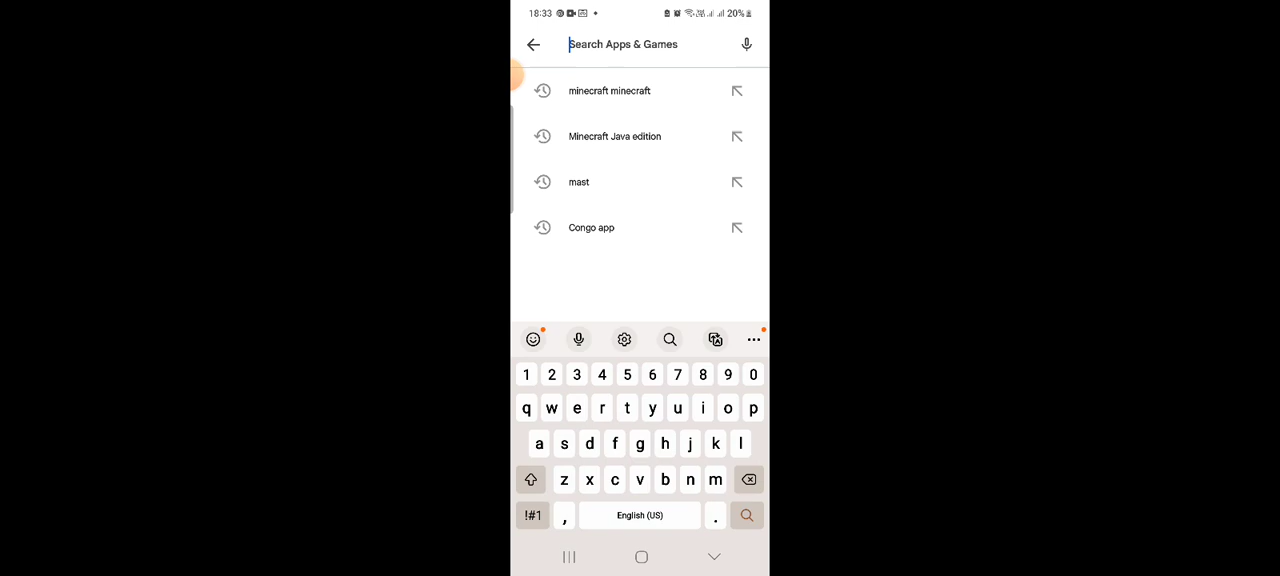 18:33 20%
Search Apps & Games
minecraft minecraft
Minecraft Java edition
mast
Congo app
1 2 3 4 5 6 7 8 9 0
q w e r t y u i o p
a s d f g h j k l
z x c v b n m
!#1 , English (US) .